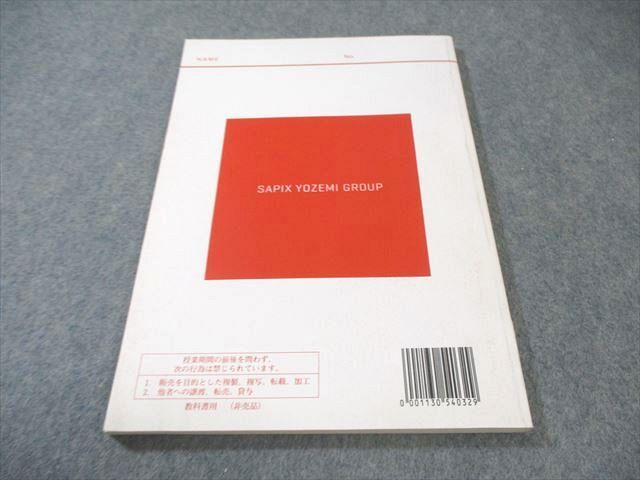 NAME No.
SAPIX YOZEMI GROUP
授業期間の前後を問わず、
次の行為は禁じられています。
1. 販売を目的とした複製、複写、転載、加工
2. 他者への譲渡、転売、貸与
教科書用 (非売品)
0 001130 540329